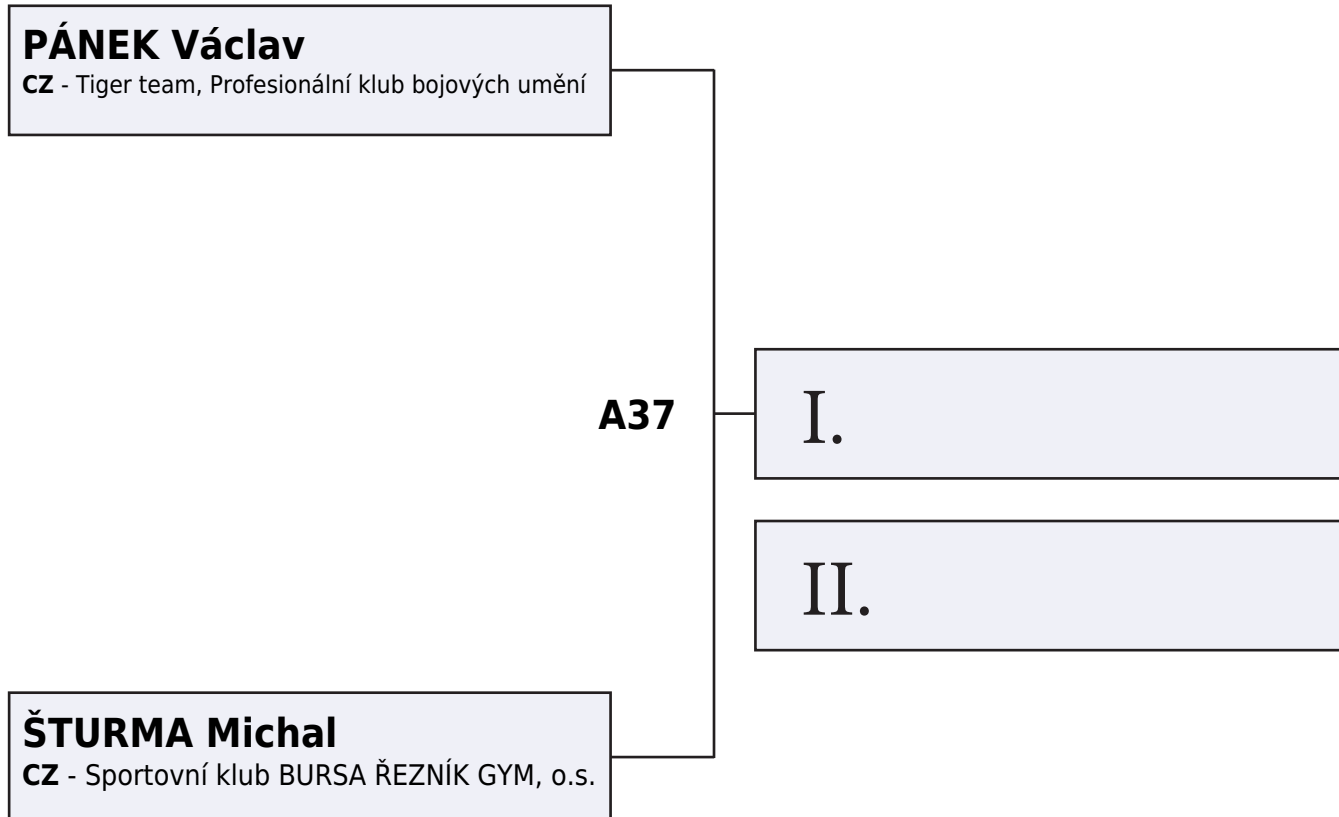 PÁNEK Václav
CZ - Tiger team, Profesionální klub bojových umění
A37
I.
II.
ŠTURMA Michal
CZ - Sportovní klub BURSA ŘEZNÍK GYM, o.s.